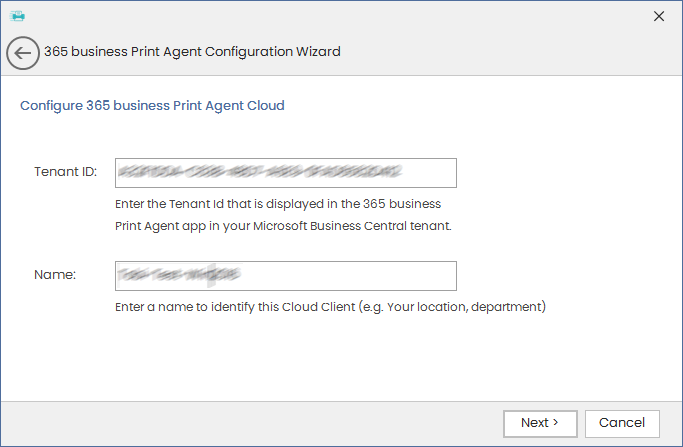 365 business Print Agent Configuration Wizard
Configure 365 business Print Agent Cloud
Tenant ID:
Enter the Tenant Id that is displayed in the 365 business
Print Agent app in your Microsoft Business Central tenant.
Name:
Enter a name to identify this Cloud Client (e.g. Your location, department)
Next >
Cancel